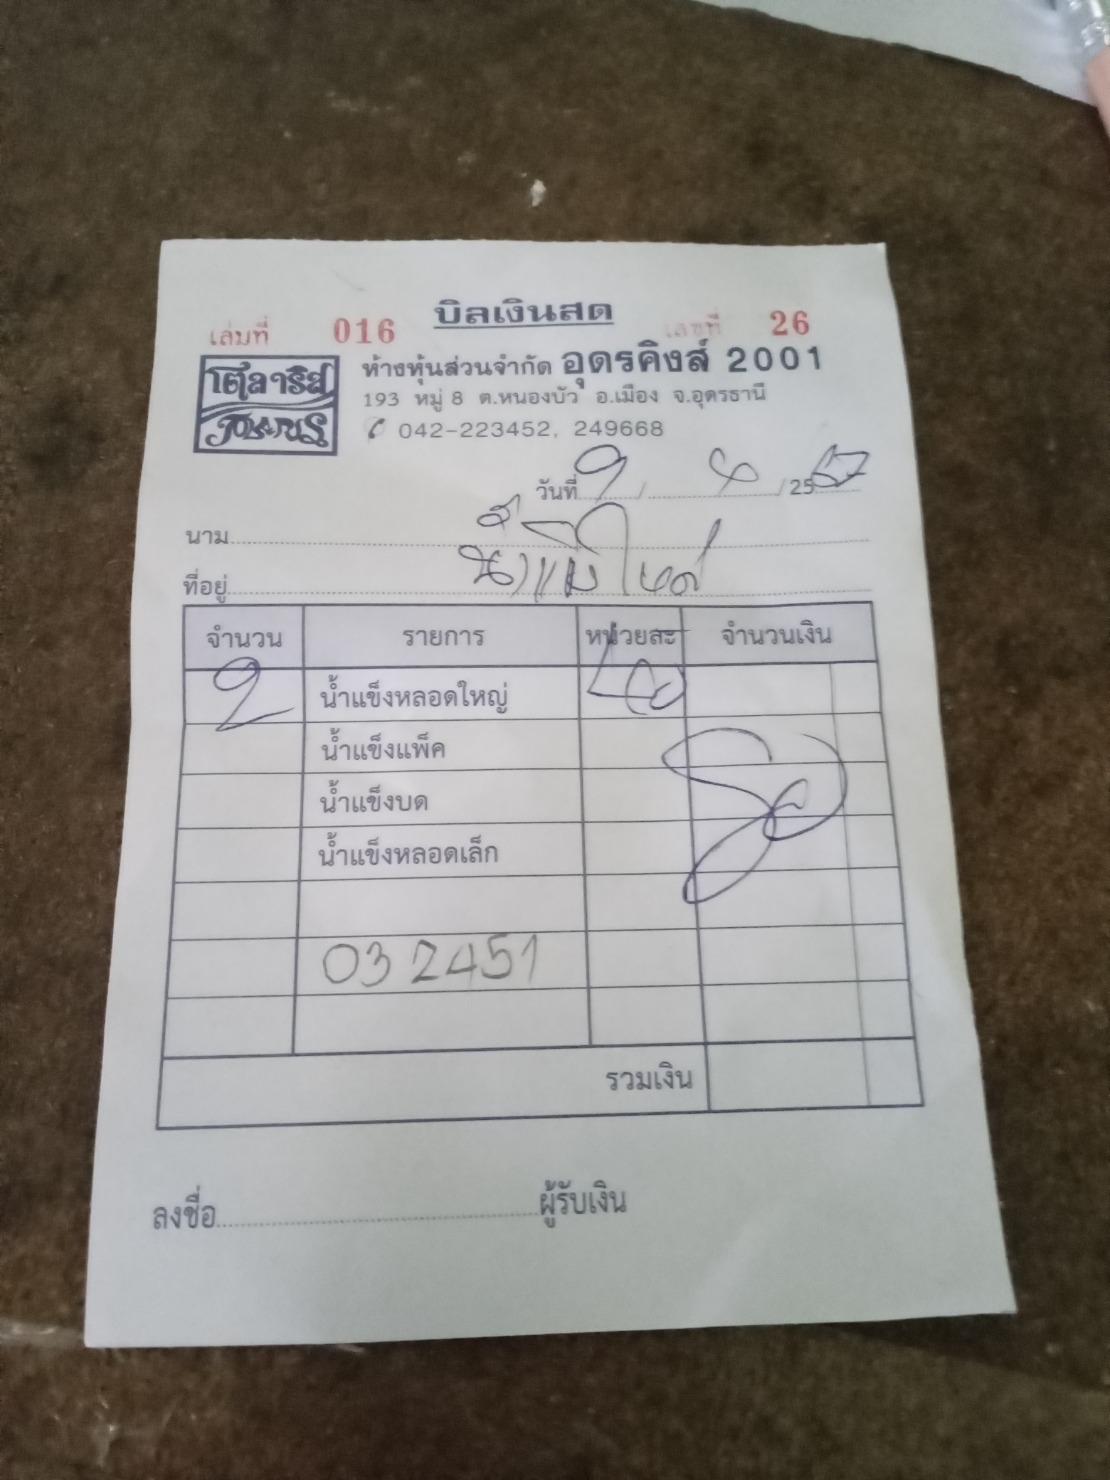 บิลเงินสด
เล่มที่ 016 เลขที่ 26
โพลาริส
ห้างหุ้นส่วนจำกัด อุดรคิงส์ 2001
193 หมู่ 8 ต.หนองบัว อ.เมือง จ.อุดรธานี
042-223452, 249668
วันที่ 9 / 4 / 2567
นาม
ที่อยู่
จำนวน รายการ หน่วยละ จำนวนเงิน
2 น้ำแข็งหลอดใหญ่ 40
น้ำแข็งแพ็ค 80
น้ำแข็งบด
น้ำแข็งหลอดเล็ก
032451
รวมเงิน
ลงชื่อ ผู้รับเงิน